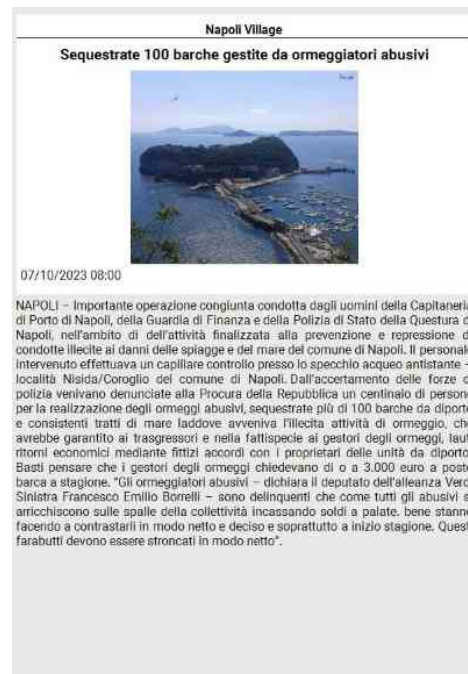 Napoli Village
Sequestrate 100 barche gestite da ormeggiatori abusivi
07/10/2023 08:00
NAPOLI – Importante operazione congiunta condotta dagli uomini della Capitaneria
di Porto di Napoli, della Guardia di Finanza e della Polizia di Stato della Questura d
Napoli, nell'ambito di dell'attività finalizzata alla prevenzione e repressione d
condotte illecite ai danni delle spiagge e del mare del comune di Napoli. Il personale
intervenuto effettuava un capillare controllo presso lo specchio acqueo antistante –
località Nisida/Coroglio del comune di Napoli. Dall'accertamento delle forze d
polizia venivano denunciate alla Procura della Repubblica un centinaio di persone
per la realizzazione degli ormeggi abusivi, sequestrate più di 100 barche da diporto
e consistenti tratti di mare laddove avveniva l'illecita attività di ormeggio, che
avrebbe garantito ai trasgressori e nella fattispecie ai gestori degli ormeggi, laut
ritorni economici mediante fittizi accordi con i proprietari delle unità da diporto.
Basti pensare che i gestori degli ormeggi chiedevano di o a 3.000 euro a posto
barca a stagione. "Gli ormeggiatori abusivi – dichiara il deputato dell'alleanza Verd
Sinistra Francesco Emilio Borrelli – sono delinquenti che come tutti gli abusivi s
arricchiscono sulle spalle della collettività incassando soldi a palate. bene stanno
facendo a contrastarli in modo netto e deciso e soprattutto a inizio stagione. Quest
farabutti devono essere stroncati in modo netto".